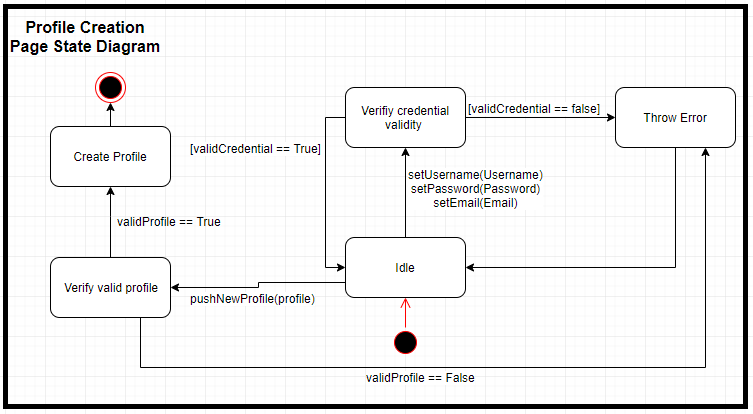 Profile Creation
Page State Diagram
Verifiy credential
validity
[validCredential == false]
Throw Error
Create Profile
[validCredential == True]
setUsername(Username)
setPassword(Password)
setEmail(Email)
validProfile == True
Verify valid profile
Idle
pushNewProfile(profile)
validProfile == False